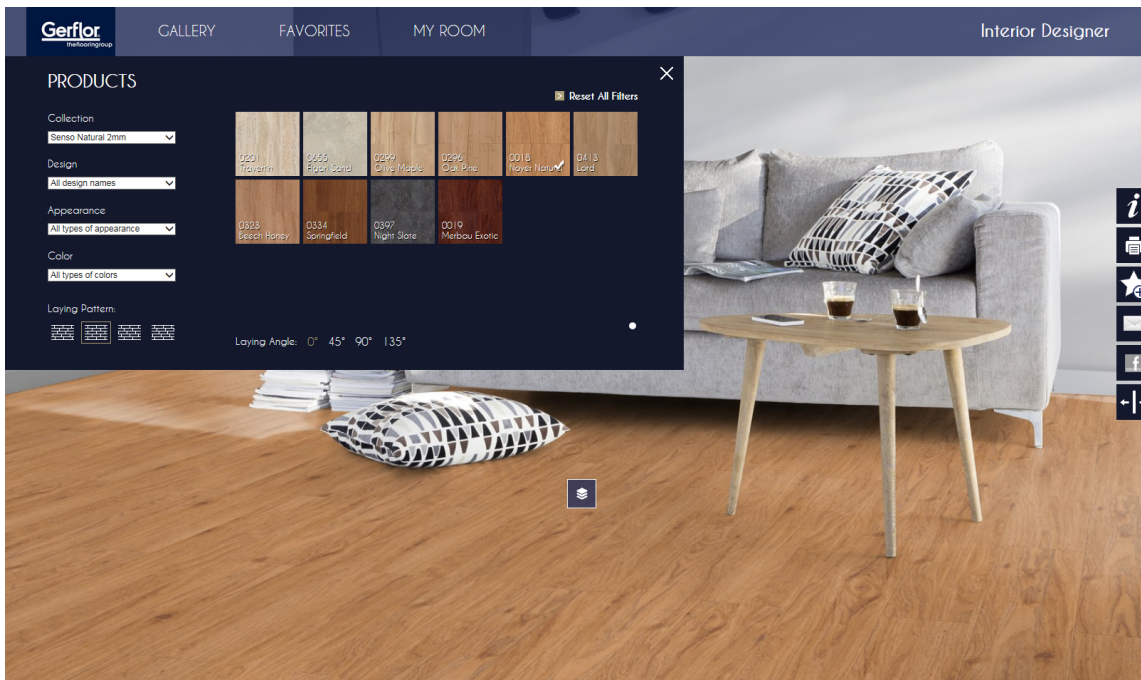 Gerflor
theflooringgroup
GALLERY
FAVORITES
MY ROOM
Interior Designer
PRODUCTS
Reset All Filters
Collection
Senso Natural 2mm
Design
All design names
Appearance
All types of appearance
Color
All types of colors
Laying Pattern:
0201
Travertin
0655
Sand
0299
Olive Maple
0296
Oak Pine
0018
Noyer
0413
Lord
0323
Beech Honey
0334
Springfield
0397
Night Slate
0019
Merbau Exotic
Laying Angle: 0° 45° 90° 135°
i
f